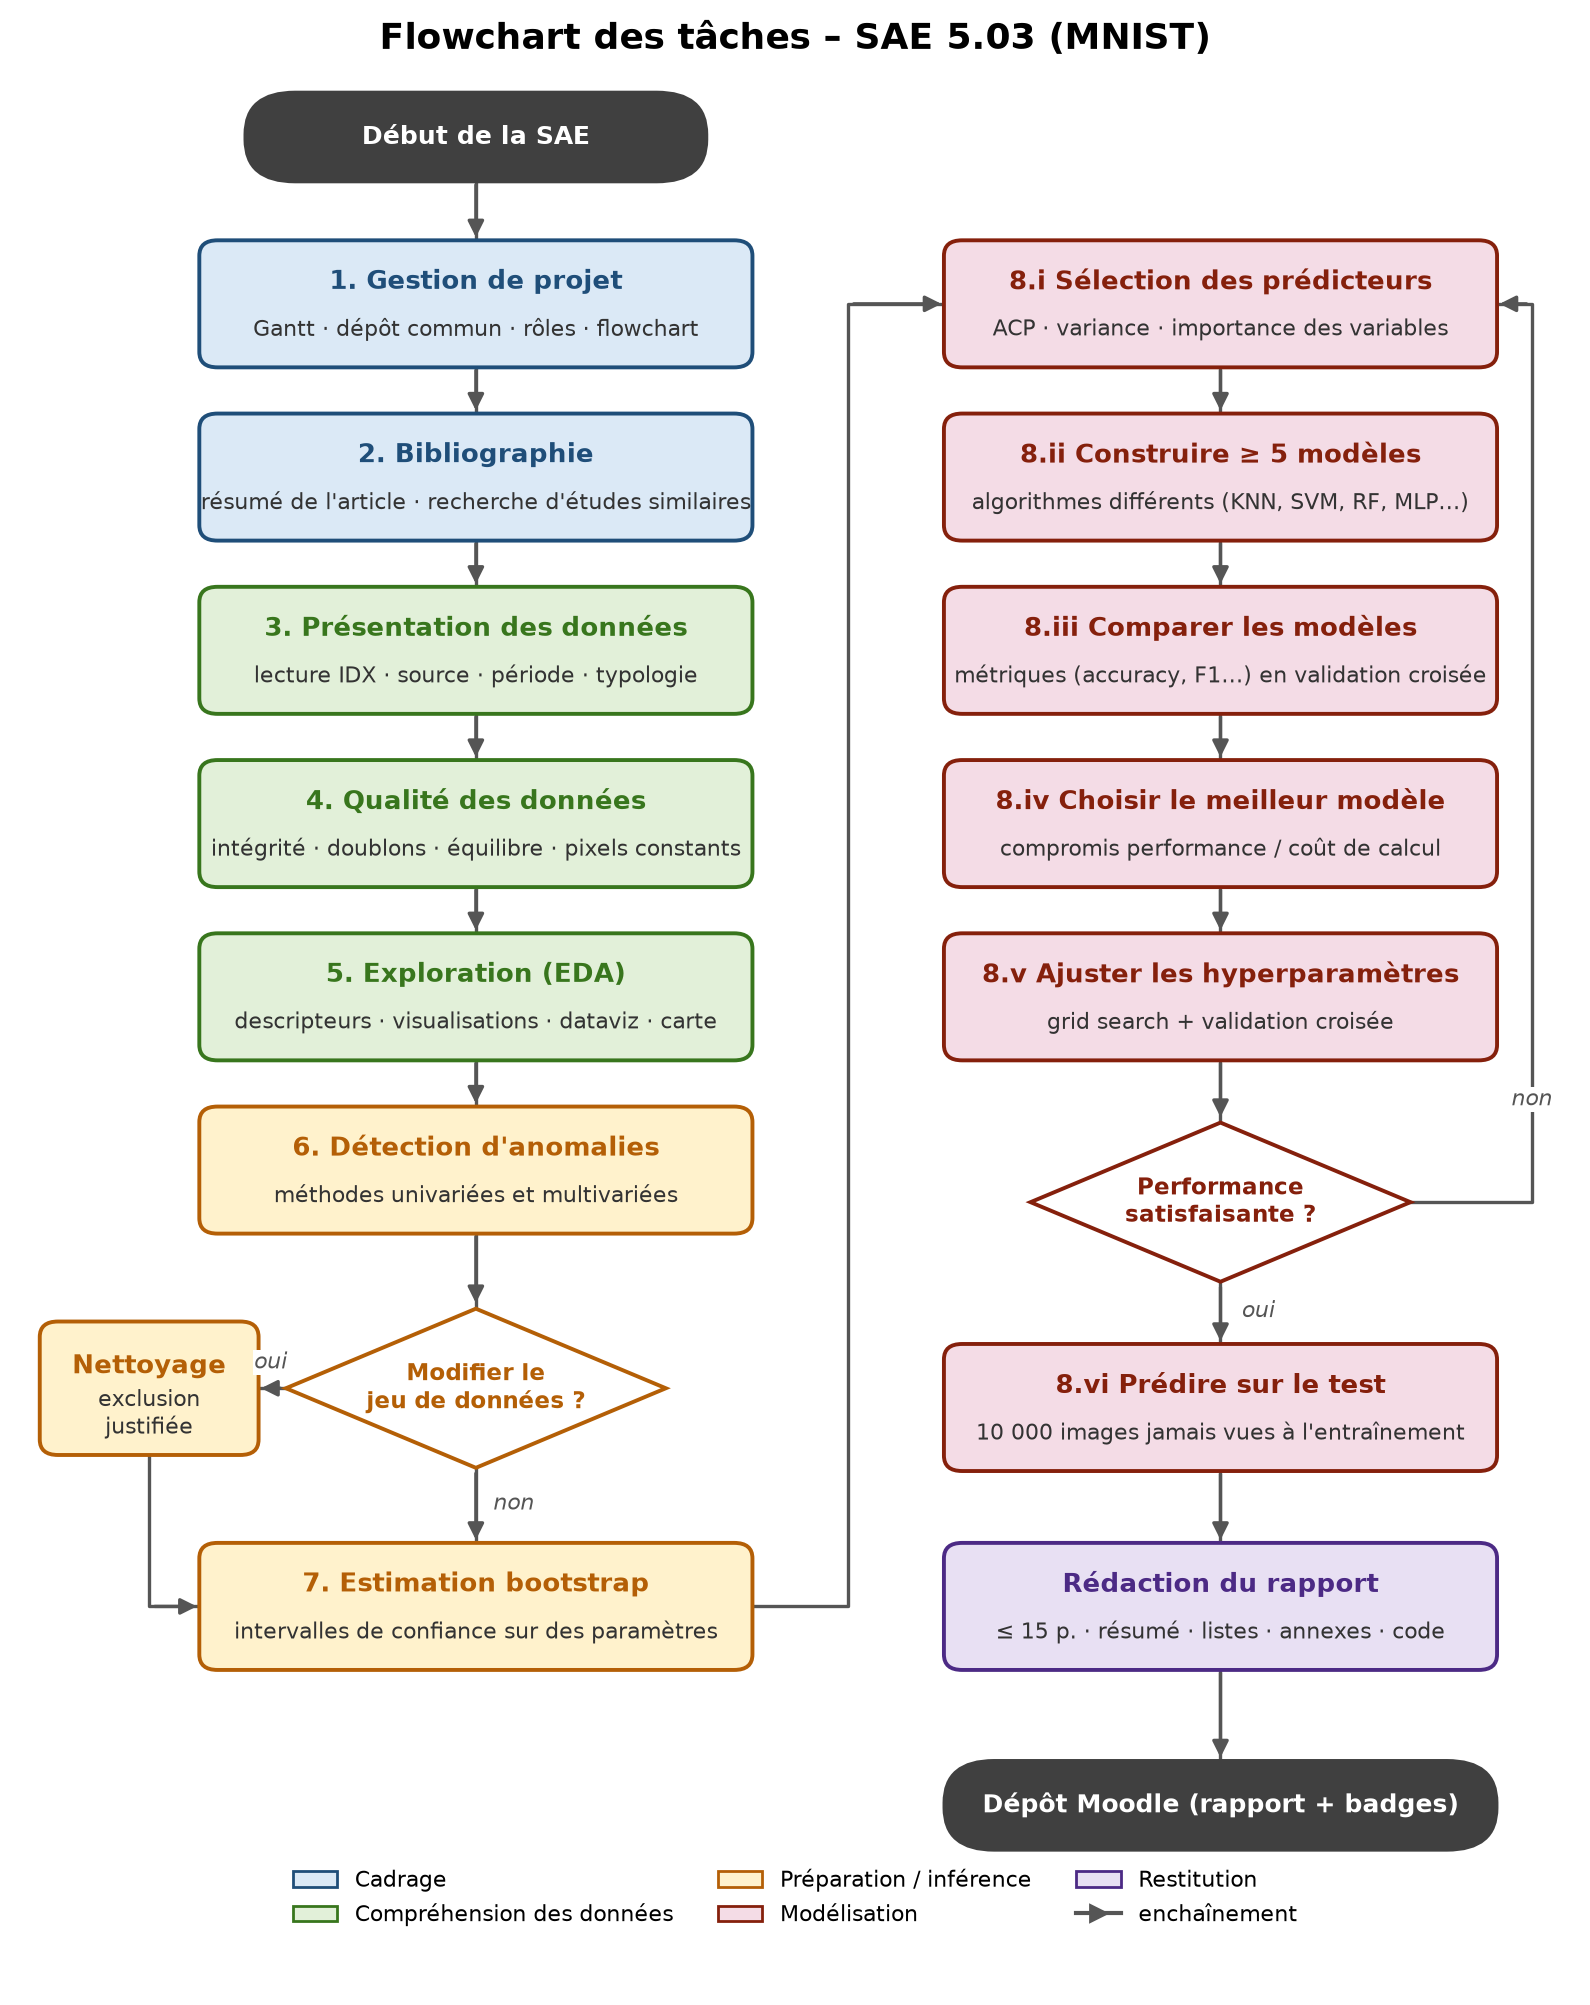 Flowchart des tâches – SAE 5.03 (MNIST)
Début de la SAE
1. Gestion de projet
Gantt · dépôt commun · rôles · flowchart
2. Bibliographie
résumé de l'article · recherche d'études similaires
3. Présentation des données
lecture IDX · source · période · typologie
4. Qualité des données
intégrité · doublons · équilibre · pixels constants
5. Exploration (EDA)
descripteurs · visualisations · dataviz · carte
6. Détection d'anomalies
méthodes univariées et multivariées
Modifier le
jeu de données ?
oui
Nettoyage
exclusion
justifiée
non
7. Estimation bootstrap
intervalles de confiance sur des paramètres
8.i Sélection des prédicteurs
ACP · variance · importance des variables
8.ii Construire ≥ 5 modèles
algorithmes différents (KNN, SVM, RF, MLP…)
8.iii Comparer les modèles
métriques (accuracy, F1…) en validation croisée
8.iv Choisir le meilleur modèle
compromis performance / coût de calcul
8.v Ajuster les hyperparamètres
grid search + validation croisée
non
Performance
satisfaisante ?
oui
8.vi Prédire sur le test
10 000 images jamais vues à l'entraînement
Rédaction du rapport
≤ 15 p. · résumé · listes · annexes · code
Dépôt Moodle (rapport + badges)
Cadrage
Compréhension des données
Préparation / inférence
Modélisation
Restitution
enchaînement